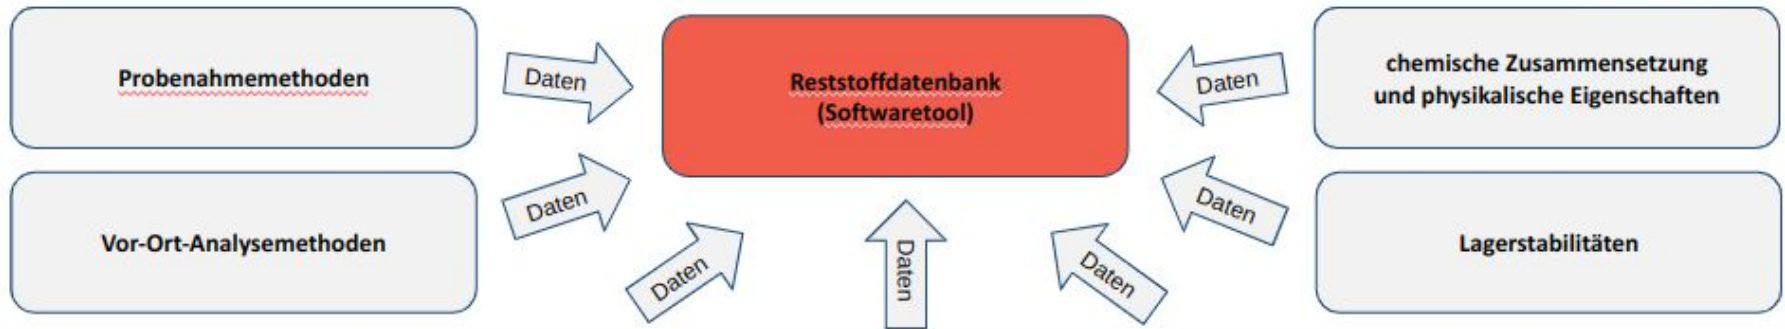 Probenahmemethoden
Daten
Reststoffdatenbank
(Softwaretool)
Daten
chemische Zusammensetzung
und physikalische Eigenschaften
Vor-Ort-Analysemethoden
Daten
Daten
Daten
Daten
Daten
Lagerstabilitäten